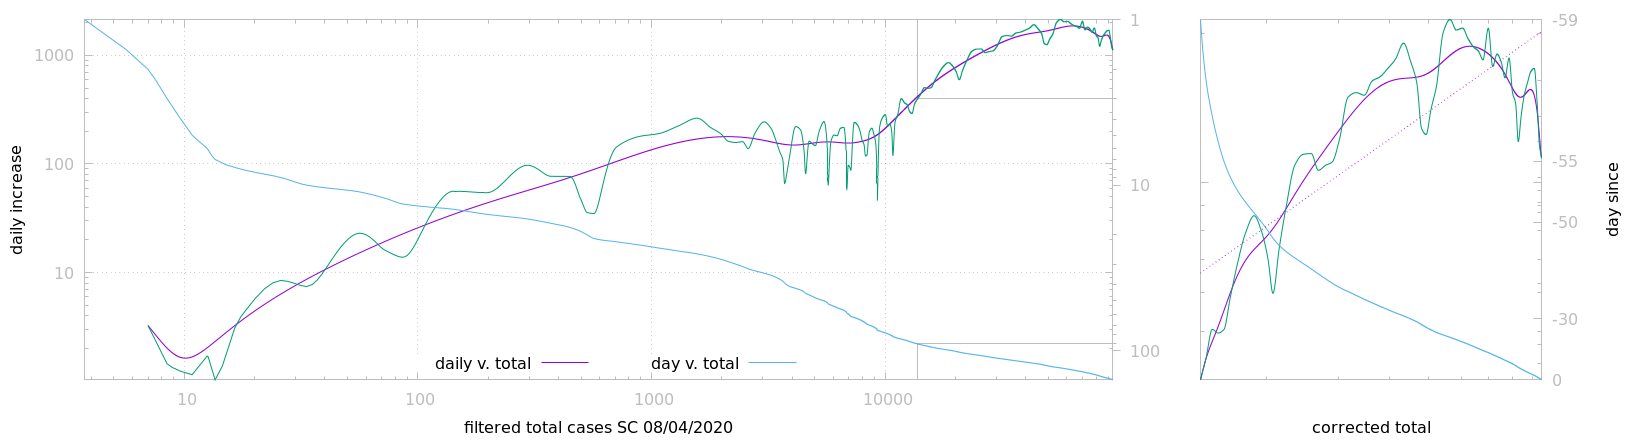 1000
100
10
daily increase
10
100
1000
10000
filtered total cases SC 08/04/2020
daily v. total
day v. total
1
10
100
-59
-55
-50
-30
0
day since
corrected total